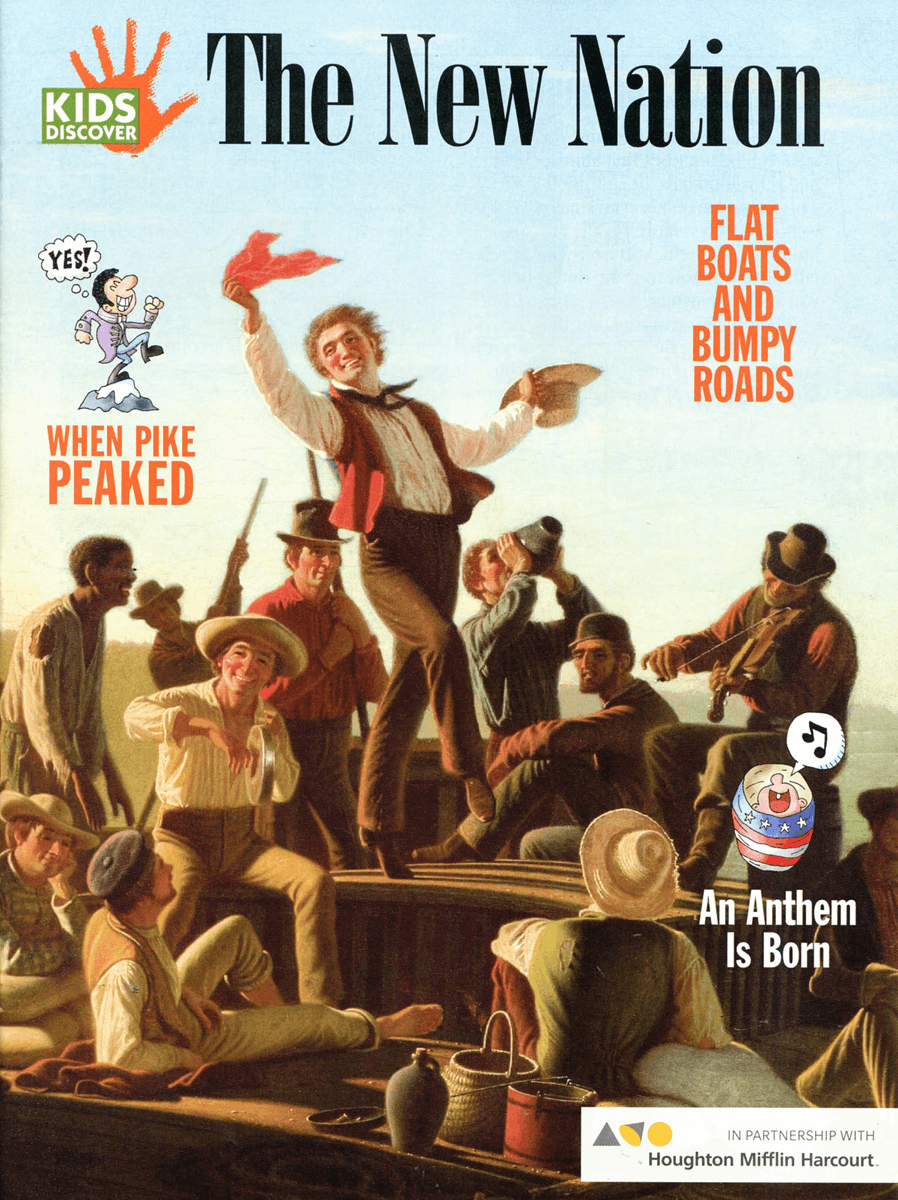 KIDS
DISCOVER
The New Nation
YES!
WHEN PIKE
PEAKED
FLAT
BOATS
AND
BUMPY
ROADS
An Anthem
Is Born
IN PARTNERSHIP WITH
Houghton Mifflin Harcourt